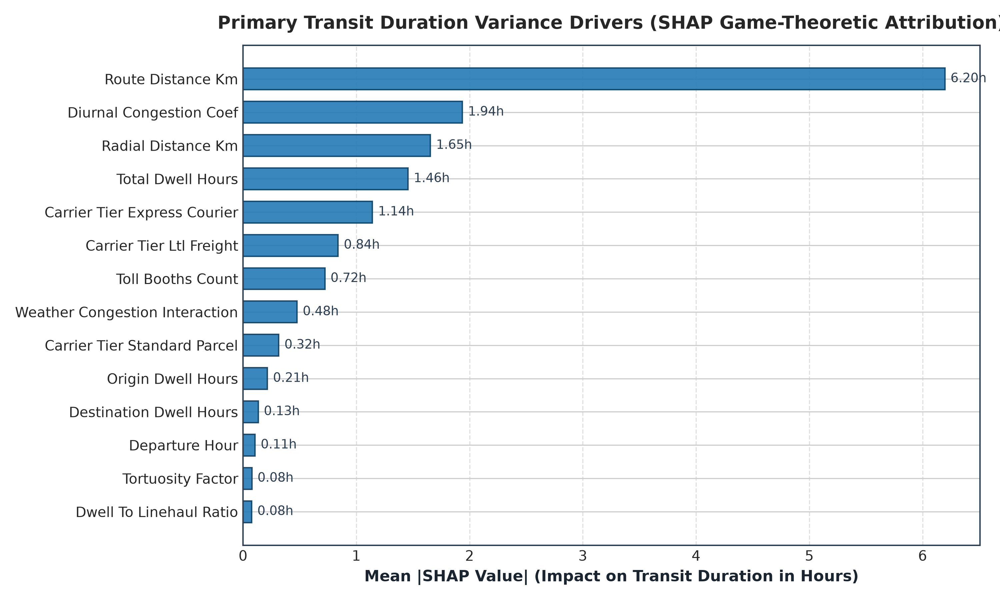 Primary Transit Duration Variance Drivers (SHAP Game-Theoretic Attribution)
Route Distance Km 6.20h
Diurnal Congestion Coef 1.94h
Radial Distance Km 1.65h
Total Dwell Hours 1.46h
Carrier Tier Express Courier 1.14h
Carrier Tier Ltl Freight 0.84h
Toll Booths Count 0.72h
Weather Congestion Interaction 0.48h
Carrier Tier Standard Parcel 0.32h
Origin Dwell Hours 0.21h
Destination Dwell Hours 0.13h
Departure Hour 0.11h
Tortuosity Factor 0.08h
Dwell To Linehaul Ratio 0.08h
0 1 2 3 4 5 6
Mean |SHAP Value| (Impact on Transit Duration in Hours)